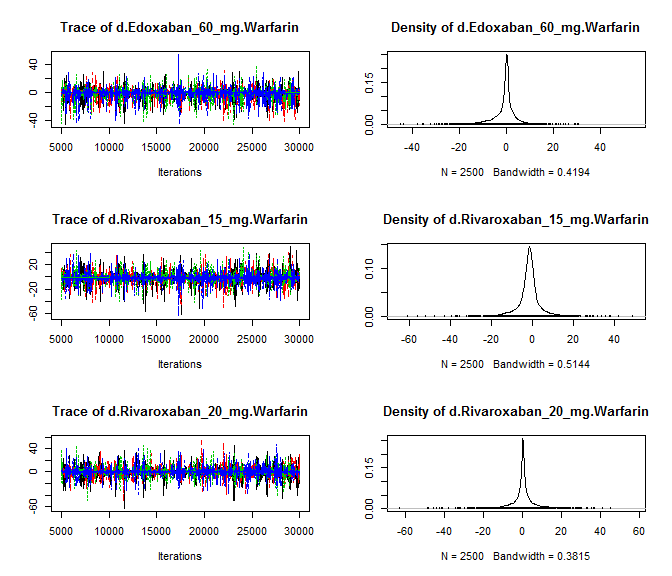 Trace of d.Edoxaban_60_mg.Warfarin
Density of d.Edoxaban_60_mg.Warfarin
40
0
-40
5000 10000 15000 20000 25000 30000
Iterations
0.15
0.00
-40 -20 0 20 40
N = 2500 Bandwidth = 0.4194
Trace of d.Rivaroxaban_15_mg.Warfarin
Density of d.Rivaroxaban_15_mg.Warfarin
20
-20
-60
5000 10000 15000 20000 25000 30000
Iterations
0.10
0.00
-60 -40 -20 0 20 40
N = 2500 Bandwidth = 0.5144
Trace of d.Rivaroxaban_20_mg.Warfarin
Density of d.Rivaroxaban_20_mg.Warfarin
40
0
-60
5000 10000 15000 20000 25000 30000
Iterations
0.15
0.00
-60 -40 -20 0 20 40 60
N = 2500 Bandwidth = 0.3815